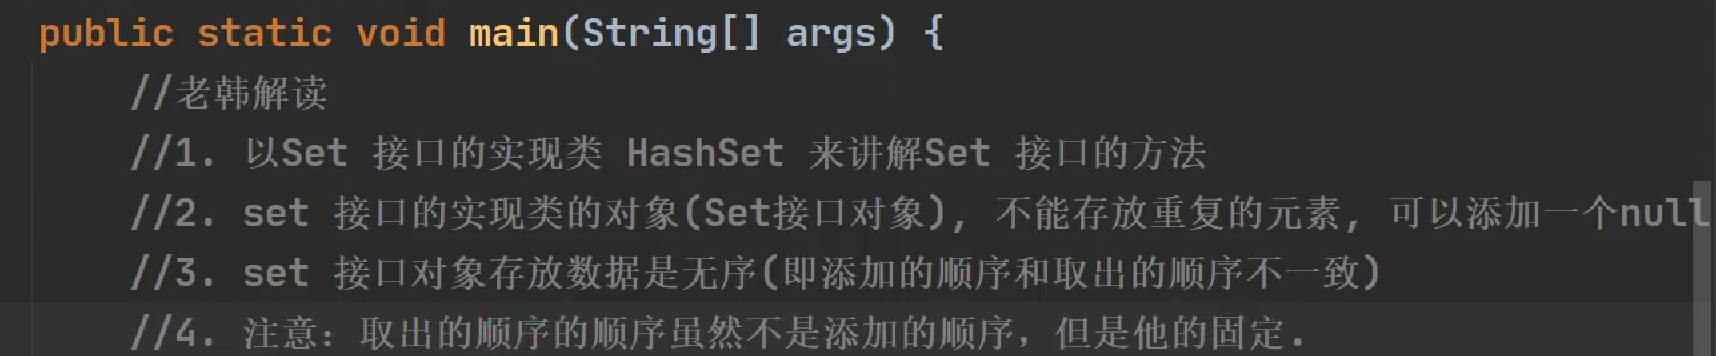 public static void main(String[] args) {
//老韩解读
//1. 以Set 接口的实现类 HashSet 来讲解Set 接口的方法
//2. set 接口的实现类的对象(Set接口对象), 不能存放重复的元素, 可以添加一个null
//3. set 接口对象存放数据是无序(即添加的顺序和取出的顺序不一致)
//4. 注意：取出的顺序的顺序虽然不是添加的顺序，但是他的固定.